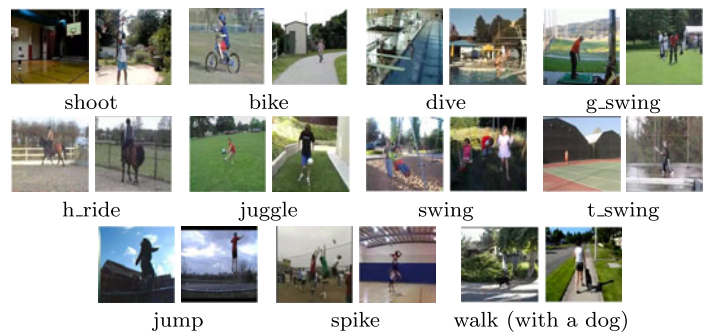 shoot bike dive g_swing
h_ride juggle swing t_swing
jump spike walk (with a dog)